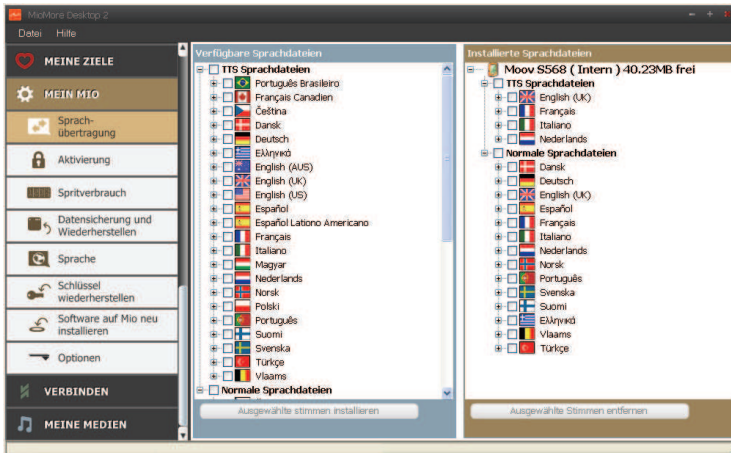 MioMore Desktop 2
Datei Hilfe
MEINE ZIELE
MEIN MIO
Sprach-
übertragung
Aktivierung
Spritverbrauch
Datensicherung und
Wiederherstellen
Sprache
Schlüssel
wiederherstellen
Software auf Mio neu
installieren
Optionen
VERBINDEN
MEINE MEDIEN
Verfügbare Sprachdateien
TTS Sprachdateien
Português Brasileiro
Français Canadien
Čeština
Dansk
Deutsch
Ελληνικά
English (AUS)
English (UK)
English (US)
Español
Español Lationo Americano
Français
Italiano
Magyar
Nederlands
Norsk
Polski
Português
Suomi
Svenska
Türkçe
Vlaams
Normale Sprachdateien
Ausgewählte stimmen installieren
Installierte Sprachdateien
Moov S568 ( Intern ) 40.23MB frei
TTS Sprachdateien
English (UK)
Français
Italiano
Nederlands
Normale Sprachdateien
Dansk
Deutsch
English (UK)
Español
Français
Italiano
Nederlands
Norsk
Português
Svenska
Suomi
Ελληνικά
Vlaams
Türkçe
Ausgewählte Stimmen entfernen